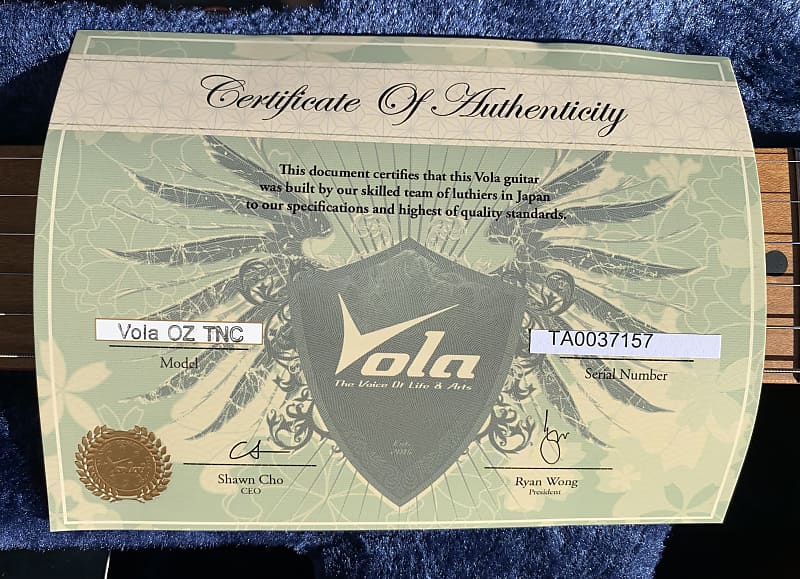 Certificate Of Authenticity
This document certifies that this Vola guitar
was built by our skilled team of luthiers in Japan
to our specifications and highest of quality standards.
Vola
The Voice Of Life & Arts
Vola OZ TNC
Model
TA0037157
Serial Number
Est.
Vola
Shawn Cho
CEO
Ryan Wong
President